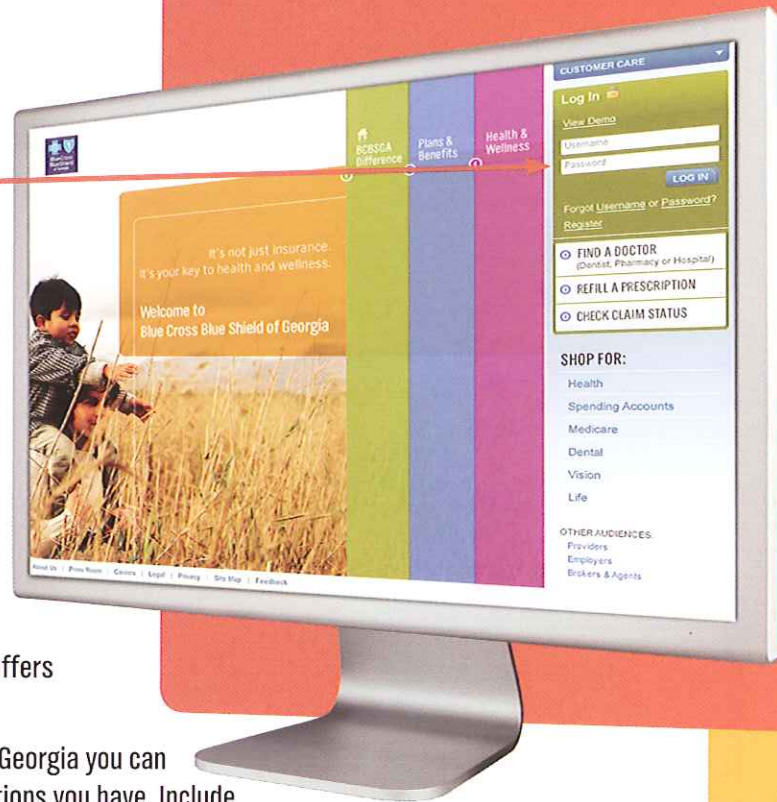 BlueCross
BlueShield
BCBSGA
Difference
Plans &
Benefits
Health &
Wellness
It's not just insurance.
It's your key to health and wellness.
Welcome to
Blue Cross Blue Shield of Georgia
About Us | Press Room | Careers | Legal | Privacy | Site Map | Feedback
CUSTOMER CARE
Log In
View Demo
Username
Password
LOG IN
Forgot Username or Password?
Register
FIND A DOCTOR
(Dentist, Pharmacy or Hospital)
REFILL A PRESCRIPTION
CHECK CLAIM STATUS
SHOP FOR:
Health
Spending Accounts
Medicare
Dental
Vision
Life
OTHER AUDIENCES:
Providers
Employers
Brokers & Agents
ffers
Georgia you can
tions you have. Include